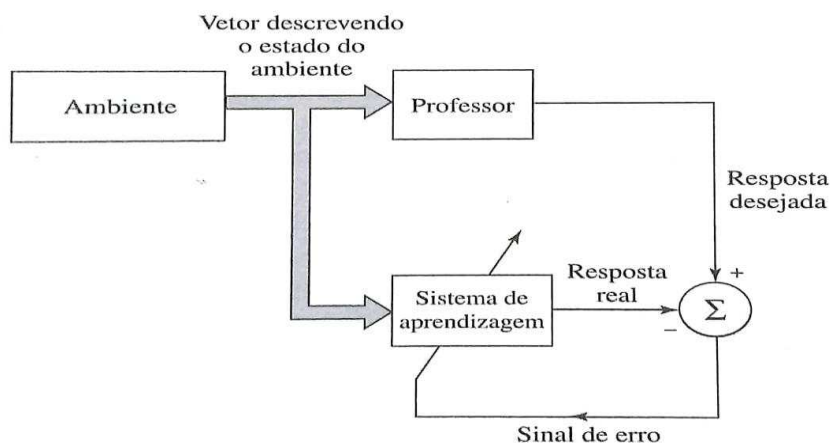 Vetor descrevendo
o estado do
ambiente
Ambiente
Professor
Resposta
desejada
+
Sistema de
aprendizagem
Resposta
real
Σ
−
Sinal de erro